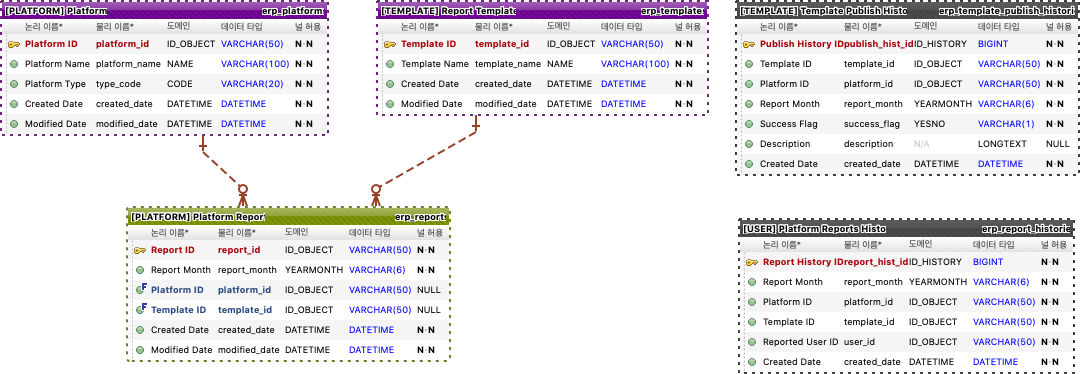 [PLATFORM] Platform erp_platform
논리 이름* 물리 이름* 도메인 데이터 타입 널 허용
Platform ID platform_id ID_OBJECT VARCHAR(50) N·N
Platform Name platform_name NAME VARCHAR(100) N·N
Platform Type type_code CODE VARCHAR(20) N·N
Created Date created_date DATETIME DATETIME N·N
Modified Date modified_date DATETIME DATETIME N·N
[TEMPLATE] Report Templat erp_template
논리 이름* 물리 이름* 도메인 데이터 타입 널 허용
Template ID template_id ID_OBJECT VARCHAR(50) N·N
Template Name template_name NAME VARCHAR(100) N·N
Created Date created_date DATETIME DATETIME N·N
Modified Date modified_date DATETIME DATETIME N·N
[TEMPLATE] Template Publish Histo erp_template_publish_histori
논리 이름* 물리 이름* 도메인 데이터 타입 널 허용
Publish History ID publish_hist_id ID_HISTORY BIGINT N·N
Template ID template_id ID_OBJECT VARCHAR(50) N·N
Platform ID platform_id ID_OBJECT VARCHAR(50) N·N
Report Month report_month YEARMONTH VARCHAR(6) N·N
Success Flag success_flag YESNO VARCHAR(1) N·N
Description description N/A LONGTEXT NULL
Created Date created_date DATETIME DATETIME N·N
[PLATFORM] Platform Repor erp_reports
논리 이름* 물리 이름* 도메인 데이터 타입 널 허용
Report ID report_id ID_OBJECT VARCHAR(50) N·N
Report Month report_month YEARMONTH VARCHAR(6) N·N
F Platform ID platform_id ID_OBJECT VARCHAR(50) NULL
F Template ID template_id ID_OBJECT VARCHAR(50) NULL
Created Date created_date DATETIME DATETIME N·N
Modified Date modified_date DATETIME DATETIME N·N
[USER] Platform Reports Histo erp_report_historie
논리 이름* 물리 이름* 도메인 데이터 타입 널 허용
Report History ID report_hist_id ID_HISTORY BIGINT N·N
Report Month report_month YEARMONTH VARCHAR(6) N·N
Platform ID platform_id ID_OBJECT VARCHAR(50) N·N
Template ID template_id ID_OBJECT VARCHAR(50) N·N
Reported User ID user_id ID_OBJECT VARCHAR(50) N·N
Created Date created_date DATETIME DATETIME N·N